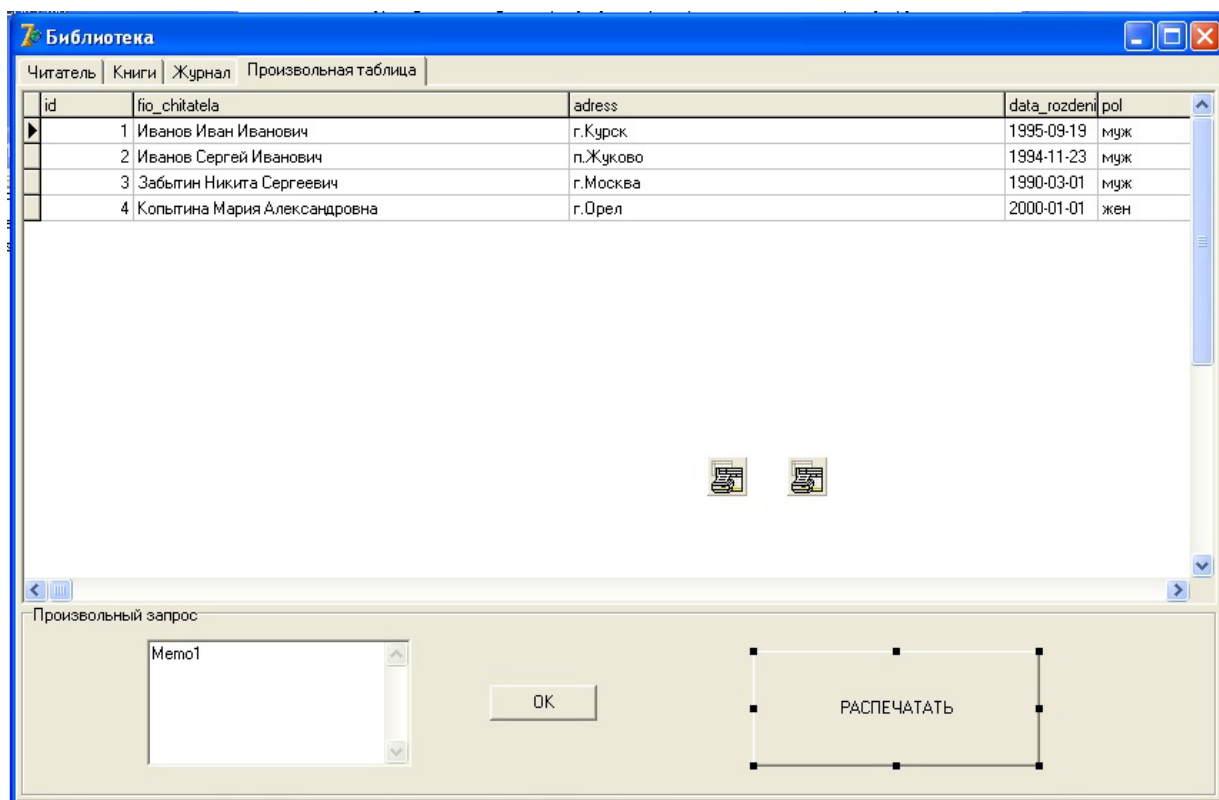 Библиотека
Читатель Книги Журнал Произвольная таблица
id fio_chitatela adress data_rozdeni pol
1 Иванов Иван Иванович г.Курск 1995-09-19 муж
2 Иванов Сергей Иванович п.Жуково 1994-11-23 муж
3 Забытин Никита Сергеевич г.Москва 1990-03-01 муж
4 Копытина Мария Александровна г.Орел 2000-01-01 жен
Произвольный запрос
Memo1
OK
РАСПЕЧАТАТЬ